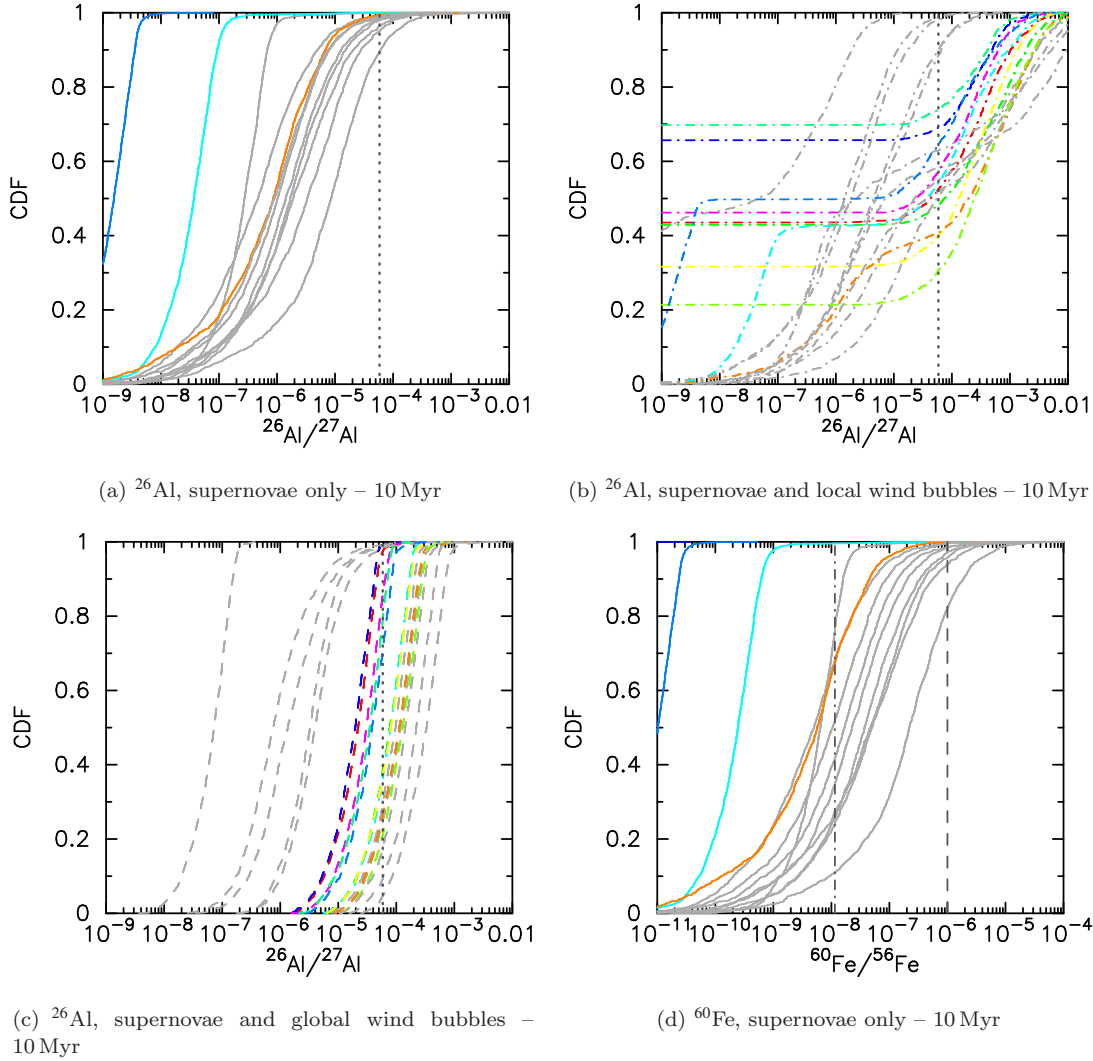 CDF
1
0.8
0.6
0.4
0.2
0
10⁻⁹ 10⁻⁸ 10⁻⁷ 10⁻⁶ 10⁻⁵ 10⁻⁴ 10⁻³ 0.01
²⁶Al/²⁷Al
(a) ²⁶Al, supernovae only – 10 Myr
CDF
1
0.8
0.6
0.4
0.2
0
10⁻⁹ 10⁻⁸ 10⁻⁷ 10⁻⁶ 10⁻⁵ 10⁻⁴ 10⁻³ 0.01
²⁶Al/²⁷Al
(b) ²⁶Al, supernovae and local wind bubbles – 10 Myr
CDF
1
0.8
0.6
0.4
0.2
0
10⁻⁹ 10⁻⁸ 10⁻⁷ 10⁻⁶ 10⁻⁵ 10⁻⁴ 10⁻³ 0.01
²⁶Al/²⁷Al
(c) ²⁶Al, supernovae and global wind bubbles –
10 Myr
CDF
1
0.8
0.6
0.4
0.2
0
10⁻¹¹ 10⁻¹⁰ 10⁻⁹ 10⁻⁸ 10⁻⁷ 10⁻⁶ 10⁻⁵ 10⁻⁴
⁶⁰Fe/⁵⁶Fe
(d) ⁶⁰Fe, supernovae only – 10 Myr